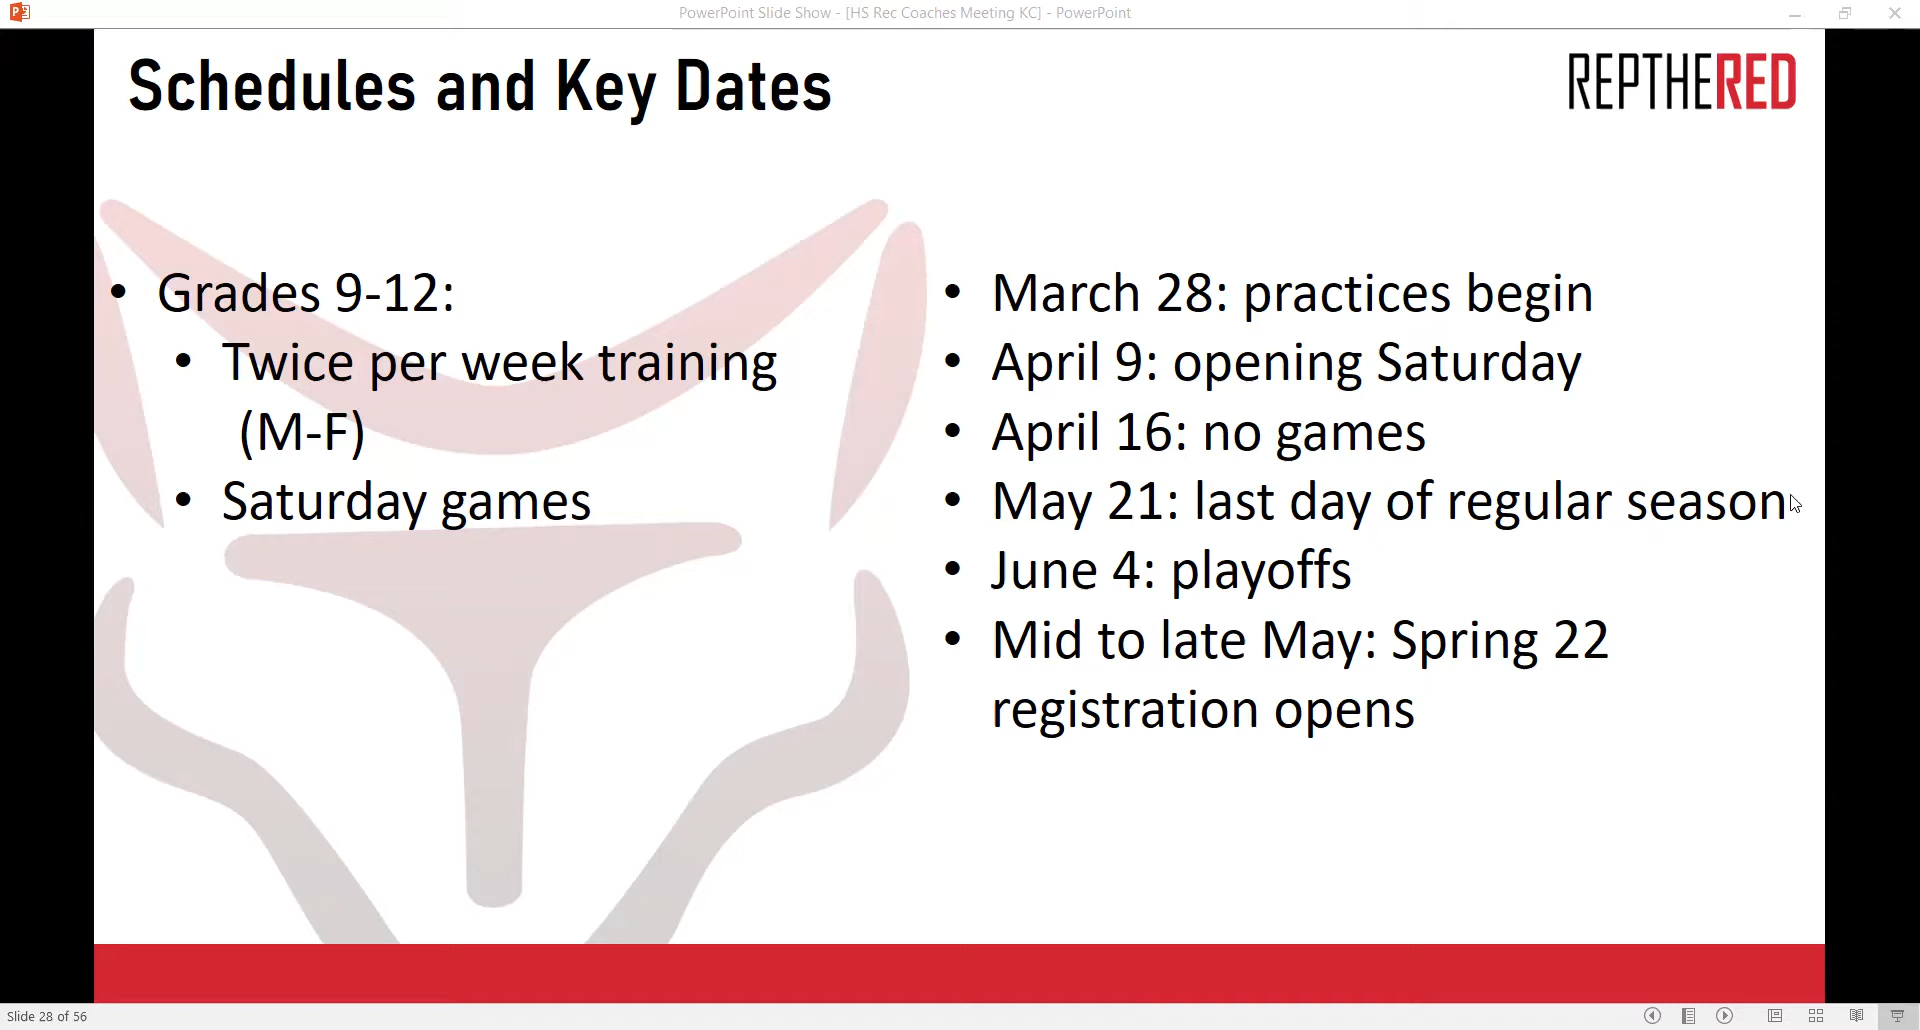 PowerPoint Slide Show - [HS Rec Coaches Meeting KC] - PowerPoint
Schedules and Key Dates
REPTHERED
• Grades 9-12:
• Twice per week training
(M-F)
• Saturday games
• March 28: practices begin
• April 9: opening Saturday
• April 16: no games
• May 21: last day of regular season
• June 4: playoffs
• Mid to late May: Spring 22
registration opens
Slide 28 of 56